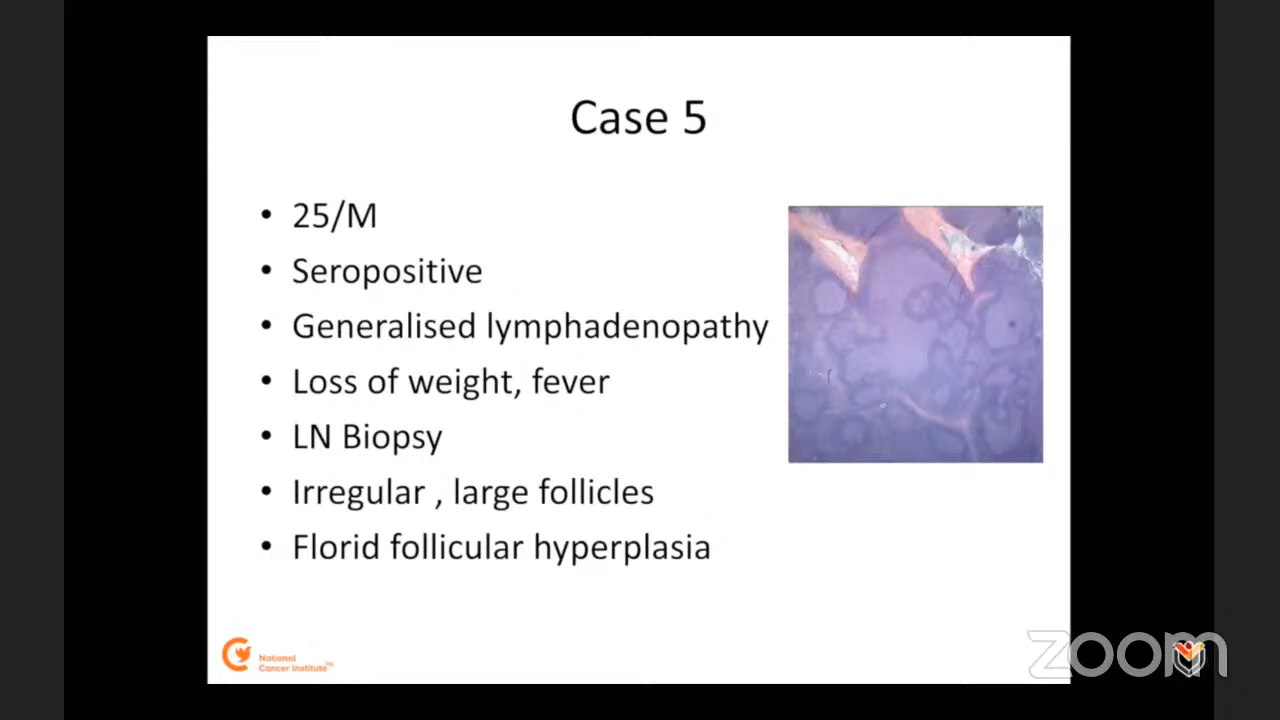 Case 5
• 25/M
• Seropositive
• Generalised lymphadenopathy
• Loss of weight, fever
• LN Biopsy
• Irregular , large follicles
• Florid follicular hyperplasia
National
Cancer Institute
zoom